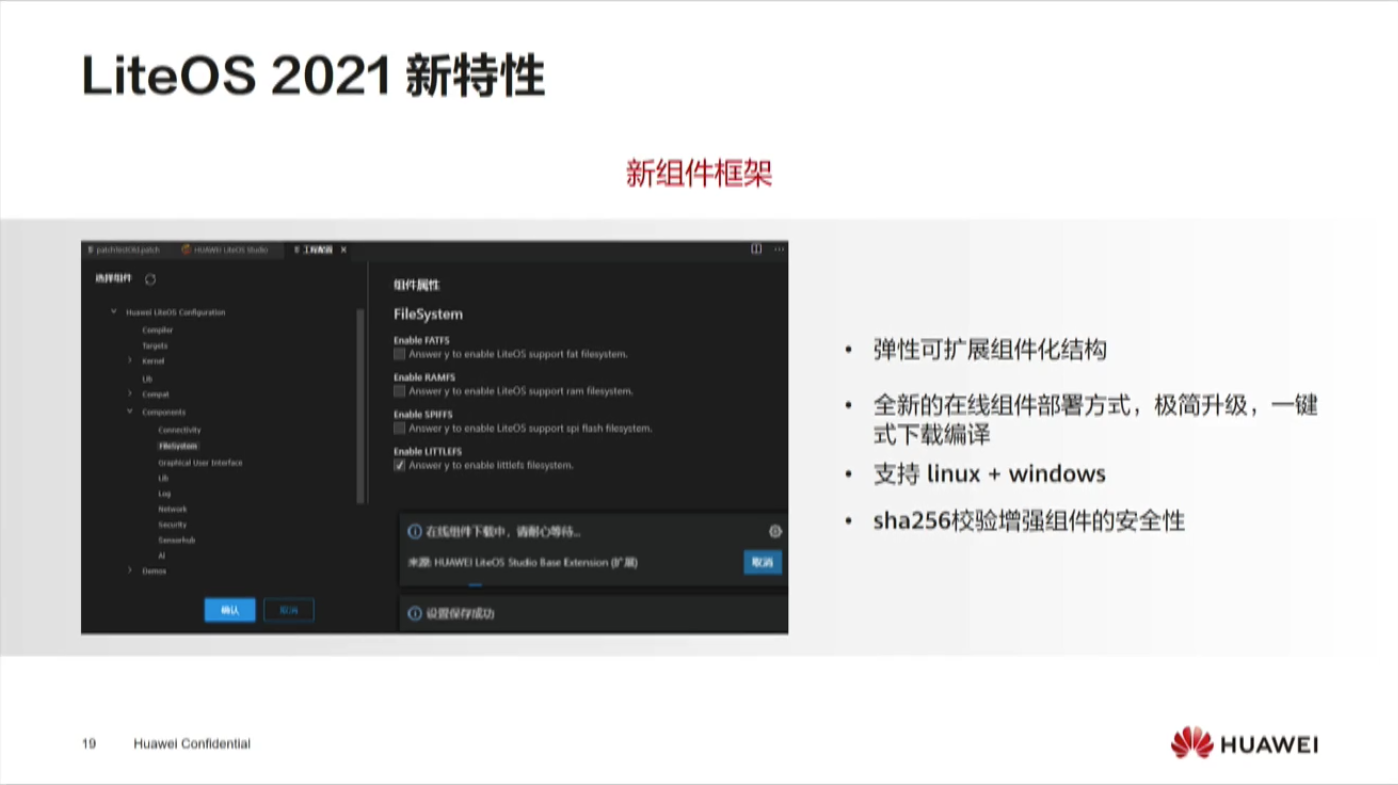 LiteOS 2021 新特性
新组件框架
patchtestOM.patch
HUAWEI LiteOS Studio
工程配置
选择组件
Huawei LiteOS Configuration
Compiler
Targets
Kernel
Lib
Compat
Components
Connectivity
FileSystem
Graphical User Interface
Lib
Log
Network
Security
Sensorhub
AI
Demos
确认
取消
组件属性
FileSystem
Enable FATFS
Answer y to enable LiteOS support fat filesystem.
Enable RAMFS
Answer y to enable LiteOS support ram filesystem.
Enable SPIFFS
Answer y to enable LiteOS support spi flash filesystem.
Enable LITTLEFS
Answer y to enable littlefs filesystem.
在线组件下载中，请耐心等待...
来源: HUAWEI LiteOS Studio Base Extension (扩展)
取消
设置保存成功
• 弹性可扩展组件化结构
• 全新的在线组件部署方式，极简升级，一键
式下载编译
• 支持 linux + windows
• sha256校验增强组件的安全性
19
Huawei Confidential
HUAWEI